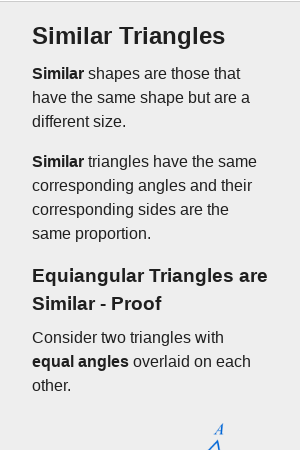 Similar Triangles
Similar shapes are those that
have the same shape but are a
different size.
Similar triangles have the same
corresponding angles and their
corresponding sides are the
same proportion.
Equiangular Triangles are
Similar - Proof
Consider two triangles with
equal angles overlaid on each
other.
A